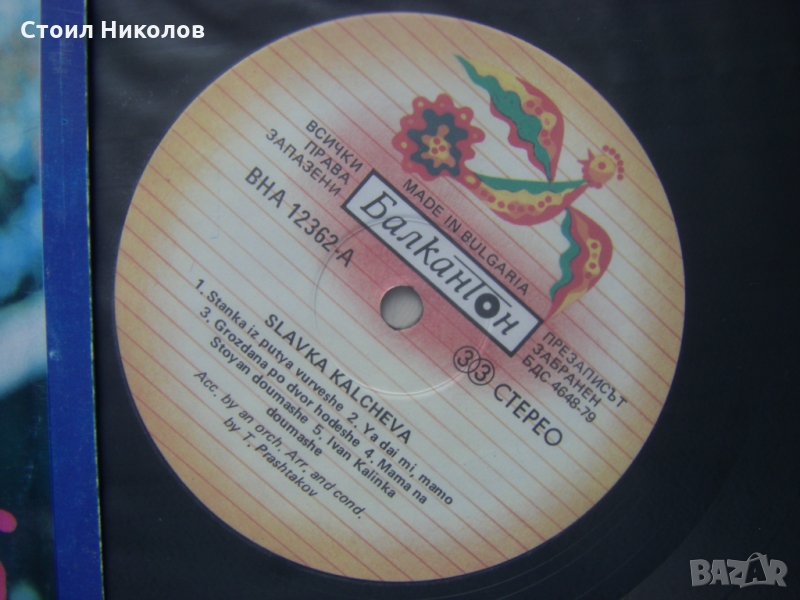 Стоил Николов
ВСИЧКИ
ПРАВА
ЗАПАЗЕНИ
MADE IN BULGARIA
Балкантон
ВНА 12362-А
ПРЕЗАПИСЪТ
ЗАБРАНЕН
БДС 4648-79
33 СТЕРЕО
SLAVKA KALCHEVA
1. Stanka iz putya vurveshe 2. Ya dai mi, mamo
3. Grozdana po dvor hodeshe 4. Mama na
Stoyan doumashe 5. Ivan Kalinka
doumashe
Acc. by an orch. Arr. and cond.
by T. Prashtakov
BAZAR